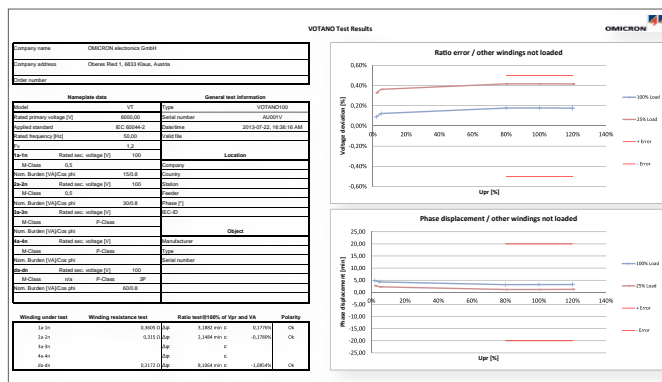 VOTANO Test Results
OMICRON
Company name OMICRON electronics GmbH
Company address Oberes Ried 1, 6833 Klaus, Austria
Order number
Nameplate data General test information
Model VT Type VOTANO100
Rated primary voltage [V] 6000,00 Serial number AU001V
Applied standard IEC 60044-2 Date/time 2013-07-22, 16:36:16 AM
Rated frequency [Hz] 50,00 Valid file
Fv 1,2
1a-1n Rated sec. voltage [V] 100 Location
M-Class 0,5 Company
Nom. Burden [VA]/Cos phi 15/0.8 Country
2a-2n Rated sec. voltage [V] 100 Station
M-Class 0,5 Feeder
Nom. Burden [VA]/Cos phi 30/0.8 Phase [°]
3a-3n Rated sec. voltage [V] IEC-ID
M-Class P-Class
Nom. Burden [VA]/Cos phi Object
4a-4n Rated sec. voltage [V] Manufacturer
M-Class P-Class Type
Nom. Burden [VA]/Cos phi Serial number
da-dn Rated sec. voltage [V] 100
M-Class n/a P-Class 3P
Nom. Burden [VA]/Cos phi 60/0.8
Winding under test Winding resistance test Ratio test@100% of Vpr and VA Polarity
1a-1n 0,3605 Ω Δφ: 3,1882 min ε: 0,1776% Ok
2a-2n 0,315 Ω Δφ: 2,1484 min ε: -0,1780% Ok
3a-3n Δφ: ε:
4a-4n Δφ: ε:
da-dn 0,2172 Ω Δφ: 8,1064 min ε: -1,0854% Ok
Ratio error / other windings not loaded
Voltage deviation [%]
0,60%
0,40%
0,20%
0,00%
-0,20%
-0,40%
-0,60%
0% 20% 40% 60% 80% 100% 120% 140%
Upr [%]
100% Load
25% Load
+ Error
- Error
Phase displacement / other windings not loaded
Phase displacement [min]
25,00
20,00
15,00
10,00
5,00
0,00
-5,00
-10,00
-15,00
-20,00
-25,00
0% 20% 40% 60% 80% 100% 120% 140%
Upr [%]
100% Load
25% Load
+ Error
- Error